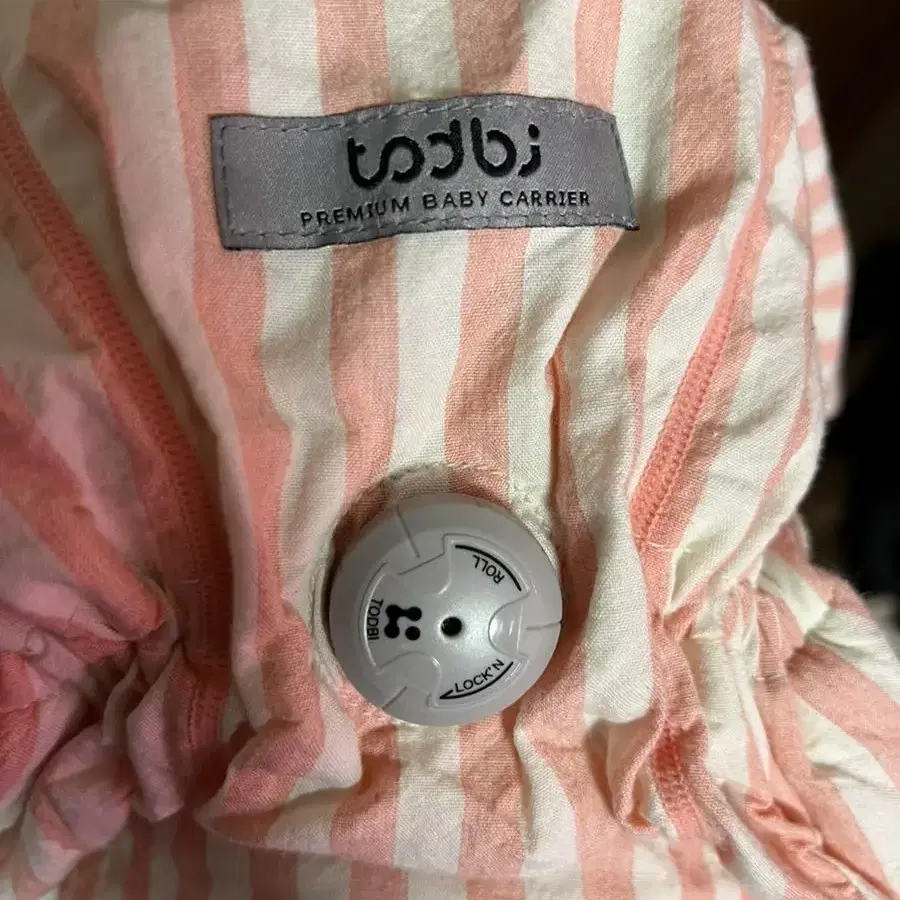 todbi
PREMIUM BABY CARRIER
ROLL
TODBI
LOCK'N